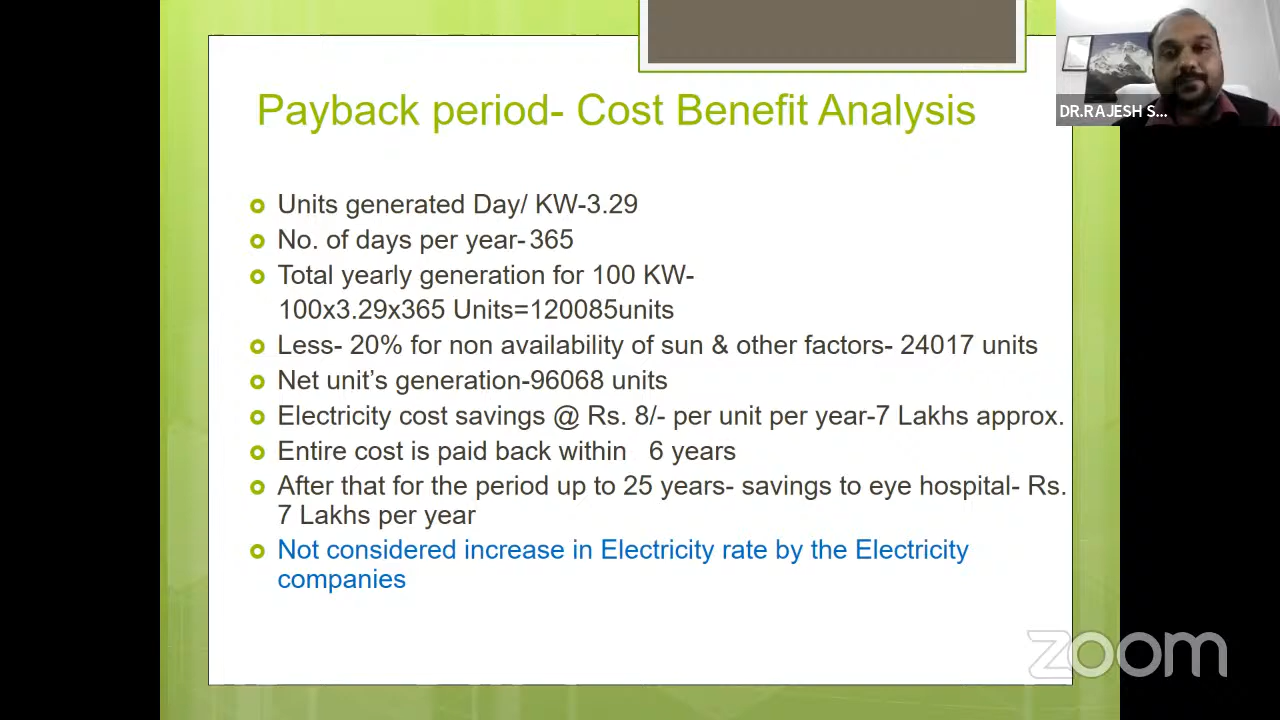 Payback period- Cost Benefit Analysis
DR.RAJESH S...
Units generated Day/ KW-3.29
No. of days per year-365
Total yearly generation for 100 KW-
100x3.29x365 Units=120085units
Less- 20% for non availability of sun & other factors- 24017 units
Net unit's generation-96068 units
Electricity cost savings @ Rs. 8/- per unit per year-7 Lakhs approx.
Entire cost is paid back within 6 years
After that for the period up to 25 years- savings to eye hospital- Rs.
7 Lakhs per year
Not considered increase in Electricity rate by the Electricity
companies
zoom